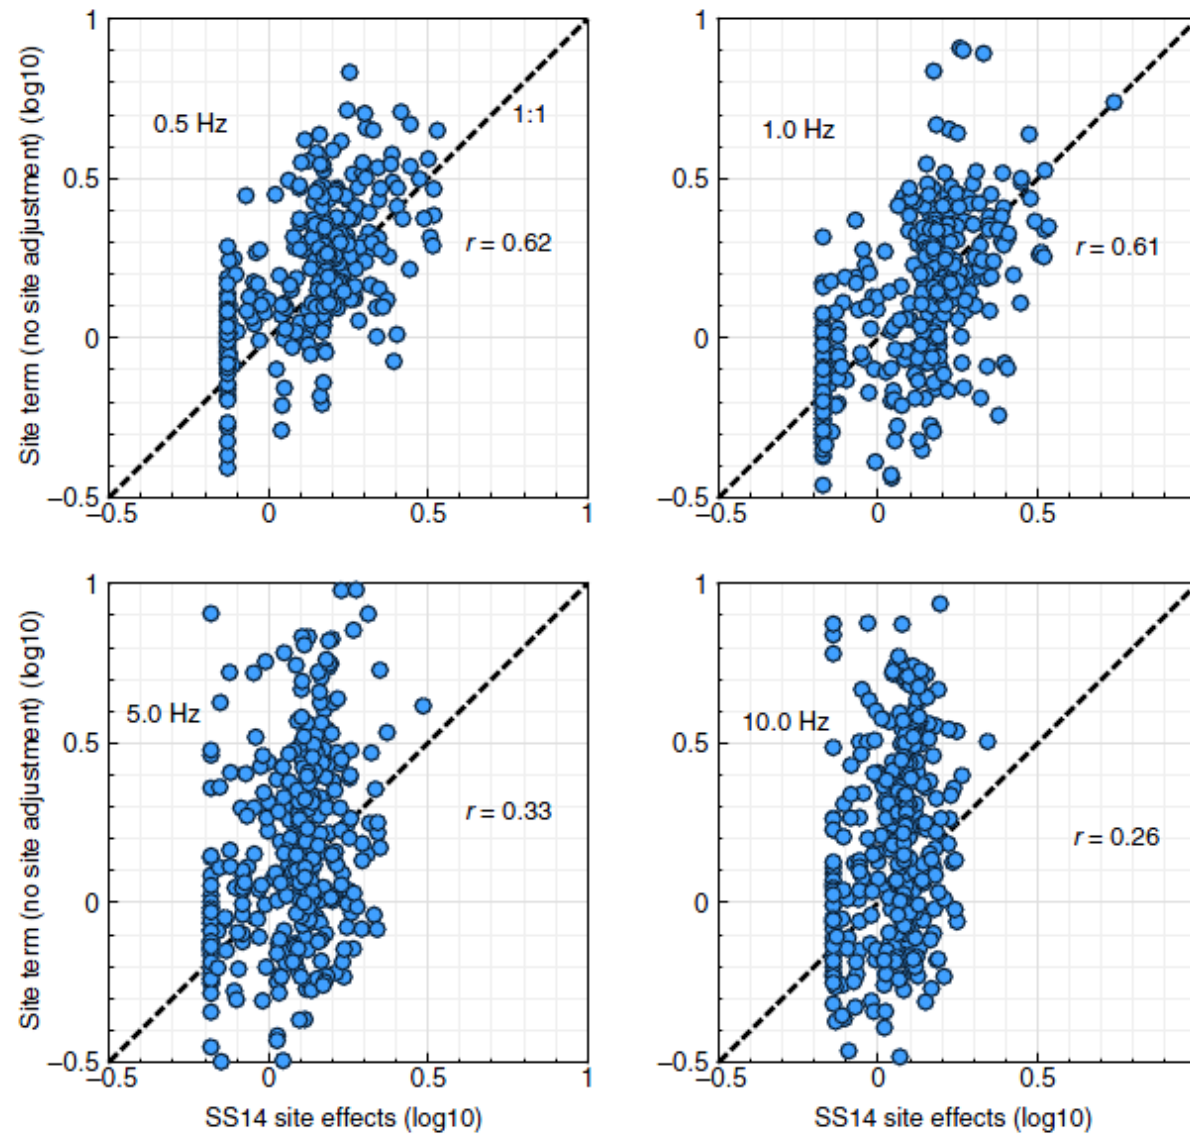 1
0.5
0
−0.5
−0.5
0
0.5
1
Site term (no site adjustment) (log10)
0.5 Hz
1:1
r = 0.62
1
0.5
0
−0.5
−0.5
0
0.5
1.0 Hz
r = 0.61
1
0.5
0
−0.5
−0.5
0
0.5
1
Site term (no site adjustment) (log10)
5.0 Hz
r = 0.33
SS14 site effects (log10)
1
0.5
0
−0.5
−0.5
0
0.5
10.0 Hz
r = 0.26
SS14 site effects (log10)